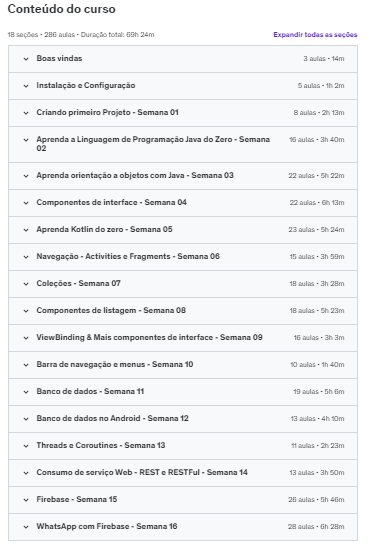 Conteúdo do curso
18 seções • 286 aulas • Duração total: 69h 24m Expandir todas as seções
Boas vindas 3 aulas • 14m
Instalação e Configuração 5 aulas • 1h 2m
Criando primeiro Projeto - Semana 01 8 aulas • 2h 13m
Aprenda a Linguagem de Programação Java do Zero - Semana 16 aulas • 3h 40m
02
Aprenda orientação a objetos com Java - Semana 03 22 aulas • 5h 22m
Componentes de interface - Semana 04 22 aulas • 6h 13m
Aprenda Kotlin do zero - Semana 05 23 aulas • 5h 24m
Navegação - Activities e Fragments - Semana 06 15 aulas • 3h 59m
Coleções - Semana 07 18 aulas • 3h 28m
Componentes de listagem - Semana 08 18 aulas • 5h 23m
ViewBinding & Mais componentes de interface - Semana 09 16 aulas • 3h 3m
Barra de navegação e menus - Semana 10 10 aulas • 1h 40m
Banco de dados - Semana 11 19 aulas • 5h 6m
Banco de dados no Android - Semana 12 13 aulas • 4h 10m
Threads e Coroutines - Semana 13 11 aulas • 2h 23m
Consumo de serviço Web - REST e RESTFul - Semana 14 13 aulas • 3h 50m
Firebase - Semana 15 26 aulas • 5h 46m
WhatsApp com Firebase - Semana 16 28 aulas • 6h 28m